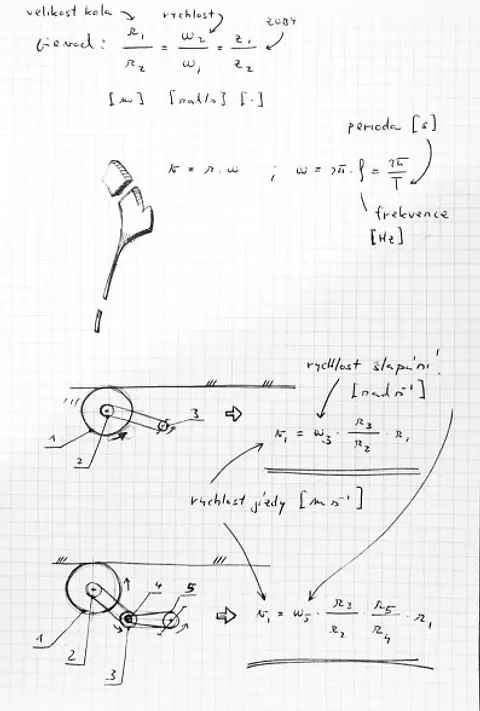 velikost kola
rychlost
zuby
převod: r₁/r₂ = ω₂/ω₁ = z₁/z₂
[m] [rad/s] [-]
perioda [s]
v = r · ω ; ω = 2π · f = 2π/T
frekvence
[Hz]
rychlost šlapání!
[rad s⁻¹]
1 2 3
v₁ = ω₃ · r₃/r₂ · r₁
rychlost jízdy [m s⁻¹]
1 2 3 4 5
v₁ = ω₅ · r₃/r₂ · r₅/r₄ · r₁